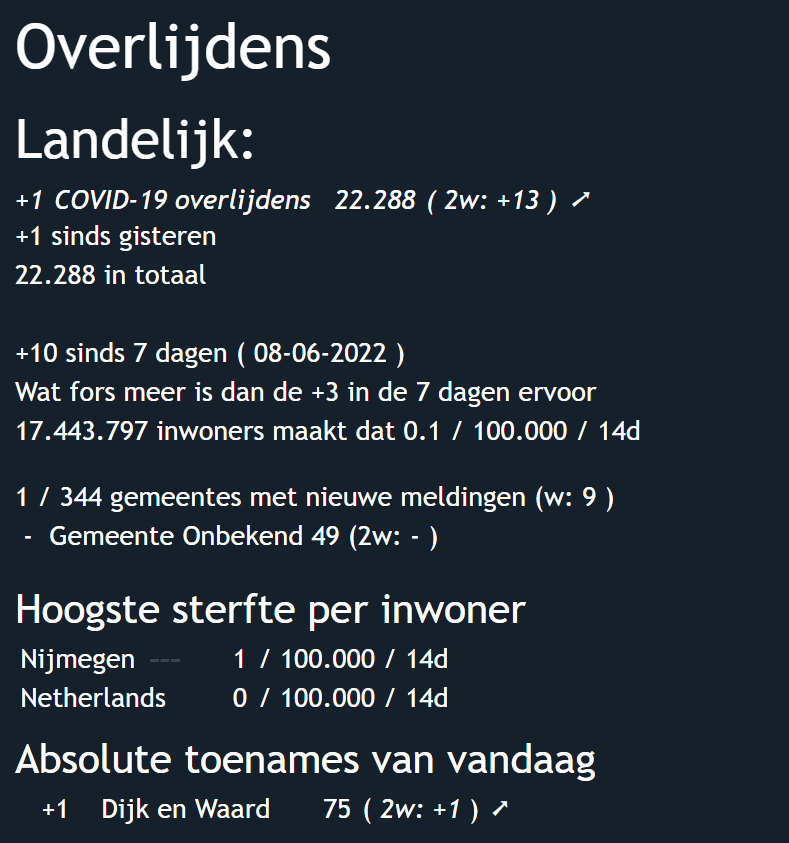 Overlijdens
Landelijk:
+1 COVID-19 overlijdens 22.288 ( 2w: +13 ) ↗
+1 sinds gisteren
22.288 in totaal
+10 sinds 7 dagen ( 08-06-2022 )
Wat fors meer is dan de +3 in de 7 dagen ervoor
17.443.797 inwoners maakt dat 0.1 / 100.000 / 14d
1 / 344 gemeentes met nieuwe meldingen (w: 9 )
- Gemeente Onbekend 49 (2w: - )
Hoogste sterfte per inwoner
Nijmegen --- 1 / 100.000 / 14d
Netherlands 0 / 100.000 / 14d
Absolute toenames van vandaag
+1 Dijk en Waard 75 ( 2w: +1 ) ↗